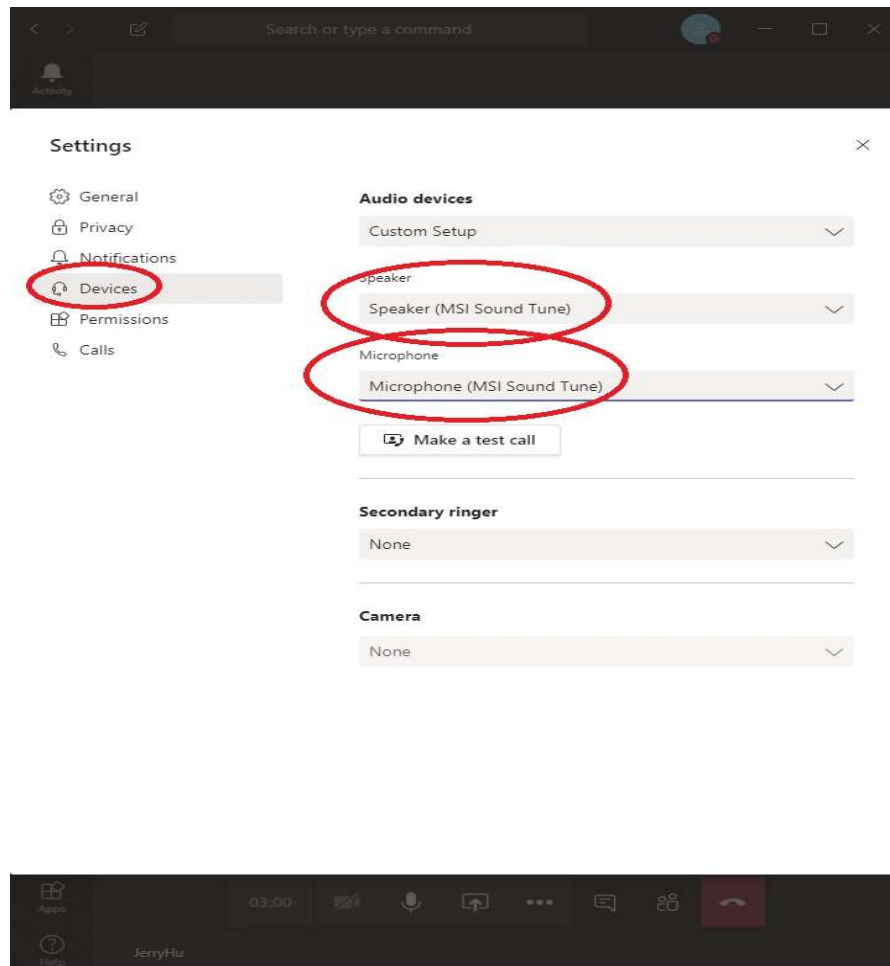 Search or type a command
Activity
Settings
General
Privacy
Notifications
Devices
Permissions
Calls
Audio devices
Custom Setup
Speaker
Speaker (MSI Sound Tune)
Microphone
Microphone (MSI Sound Tune)
Make a test call
Secondary ringer
None
Camera
None
Apps
03:00
Help
JerryHu